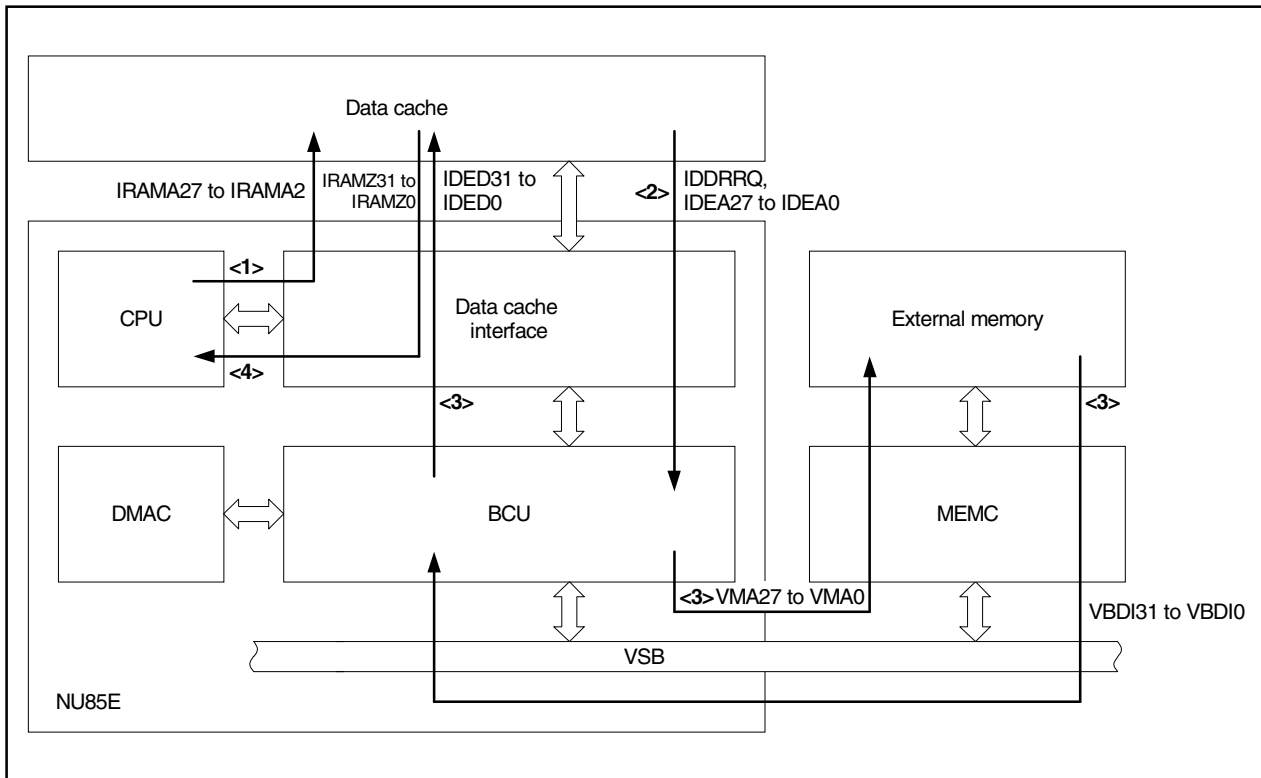 Data cache
IRAMA27 to IRAMA2
IRAMZ31 to
IRAMZ0
IDED31 to
IDED0
<2>
IDDRRQ,
IDEA27 to IDEA0
<1>
CPU
Data cache
interface
External memory
<4>
<3>
<3>
DMAC
BCU
MEMC
<3> VMA27 to VMA0
VBDI31 to VBDI0
VSB
NU85E